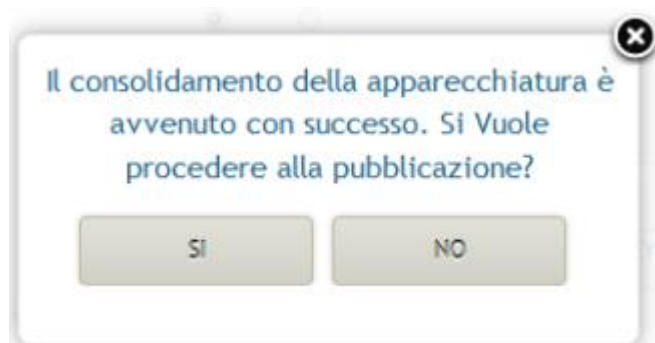 Il consolidamento della apparecchiatura è
avvenuto con successo. Si Vuole
procedere alla pubblicazione?
SI NO